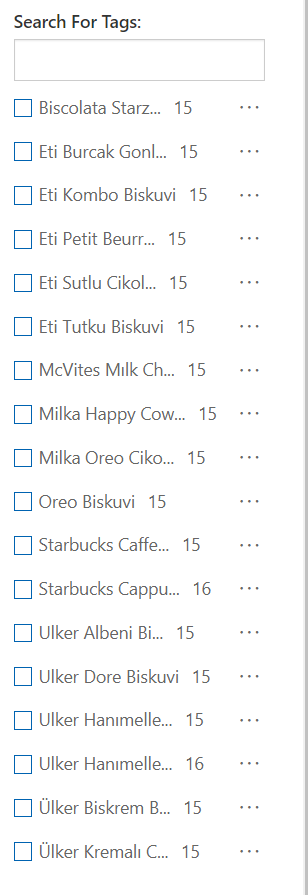 Search For Tags:
Biscolata Starz... 15 ...
Eti Burcak Gonl... 15 ...
Eti Kombo Biskuvi 15 ...
Eti Petit Beurr... 15 ...
Eti Sutlu Cikol... 15 ...
Eti Tutku Biskuvi 15 ...
McVites Mılk Ch... 15 ...
Milka Happy Cow... 15 ...
Milka Oreo Ciko... 15 ...
Oreo Biskuvi 15 ...
Starbucks Caffe... 15 ...
Starbucks Cappu... 16 ...
Ulker Albeni Bi... 15 ...
Ulker Dore Biskuvi 15 ...
Ulker Hanımelle... 15 ...
Ulker Hanımelle... 16 ...
Ülker Biskrem B... 15 ...
Ülker Kremalı C... 15 ...